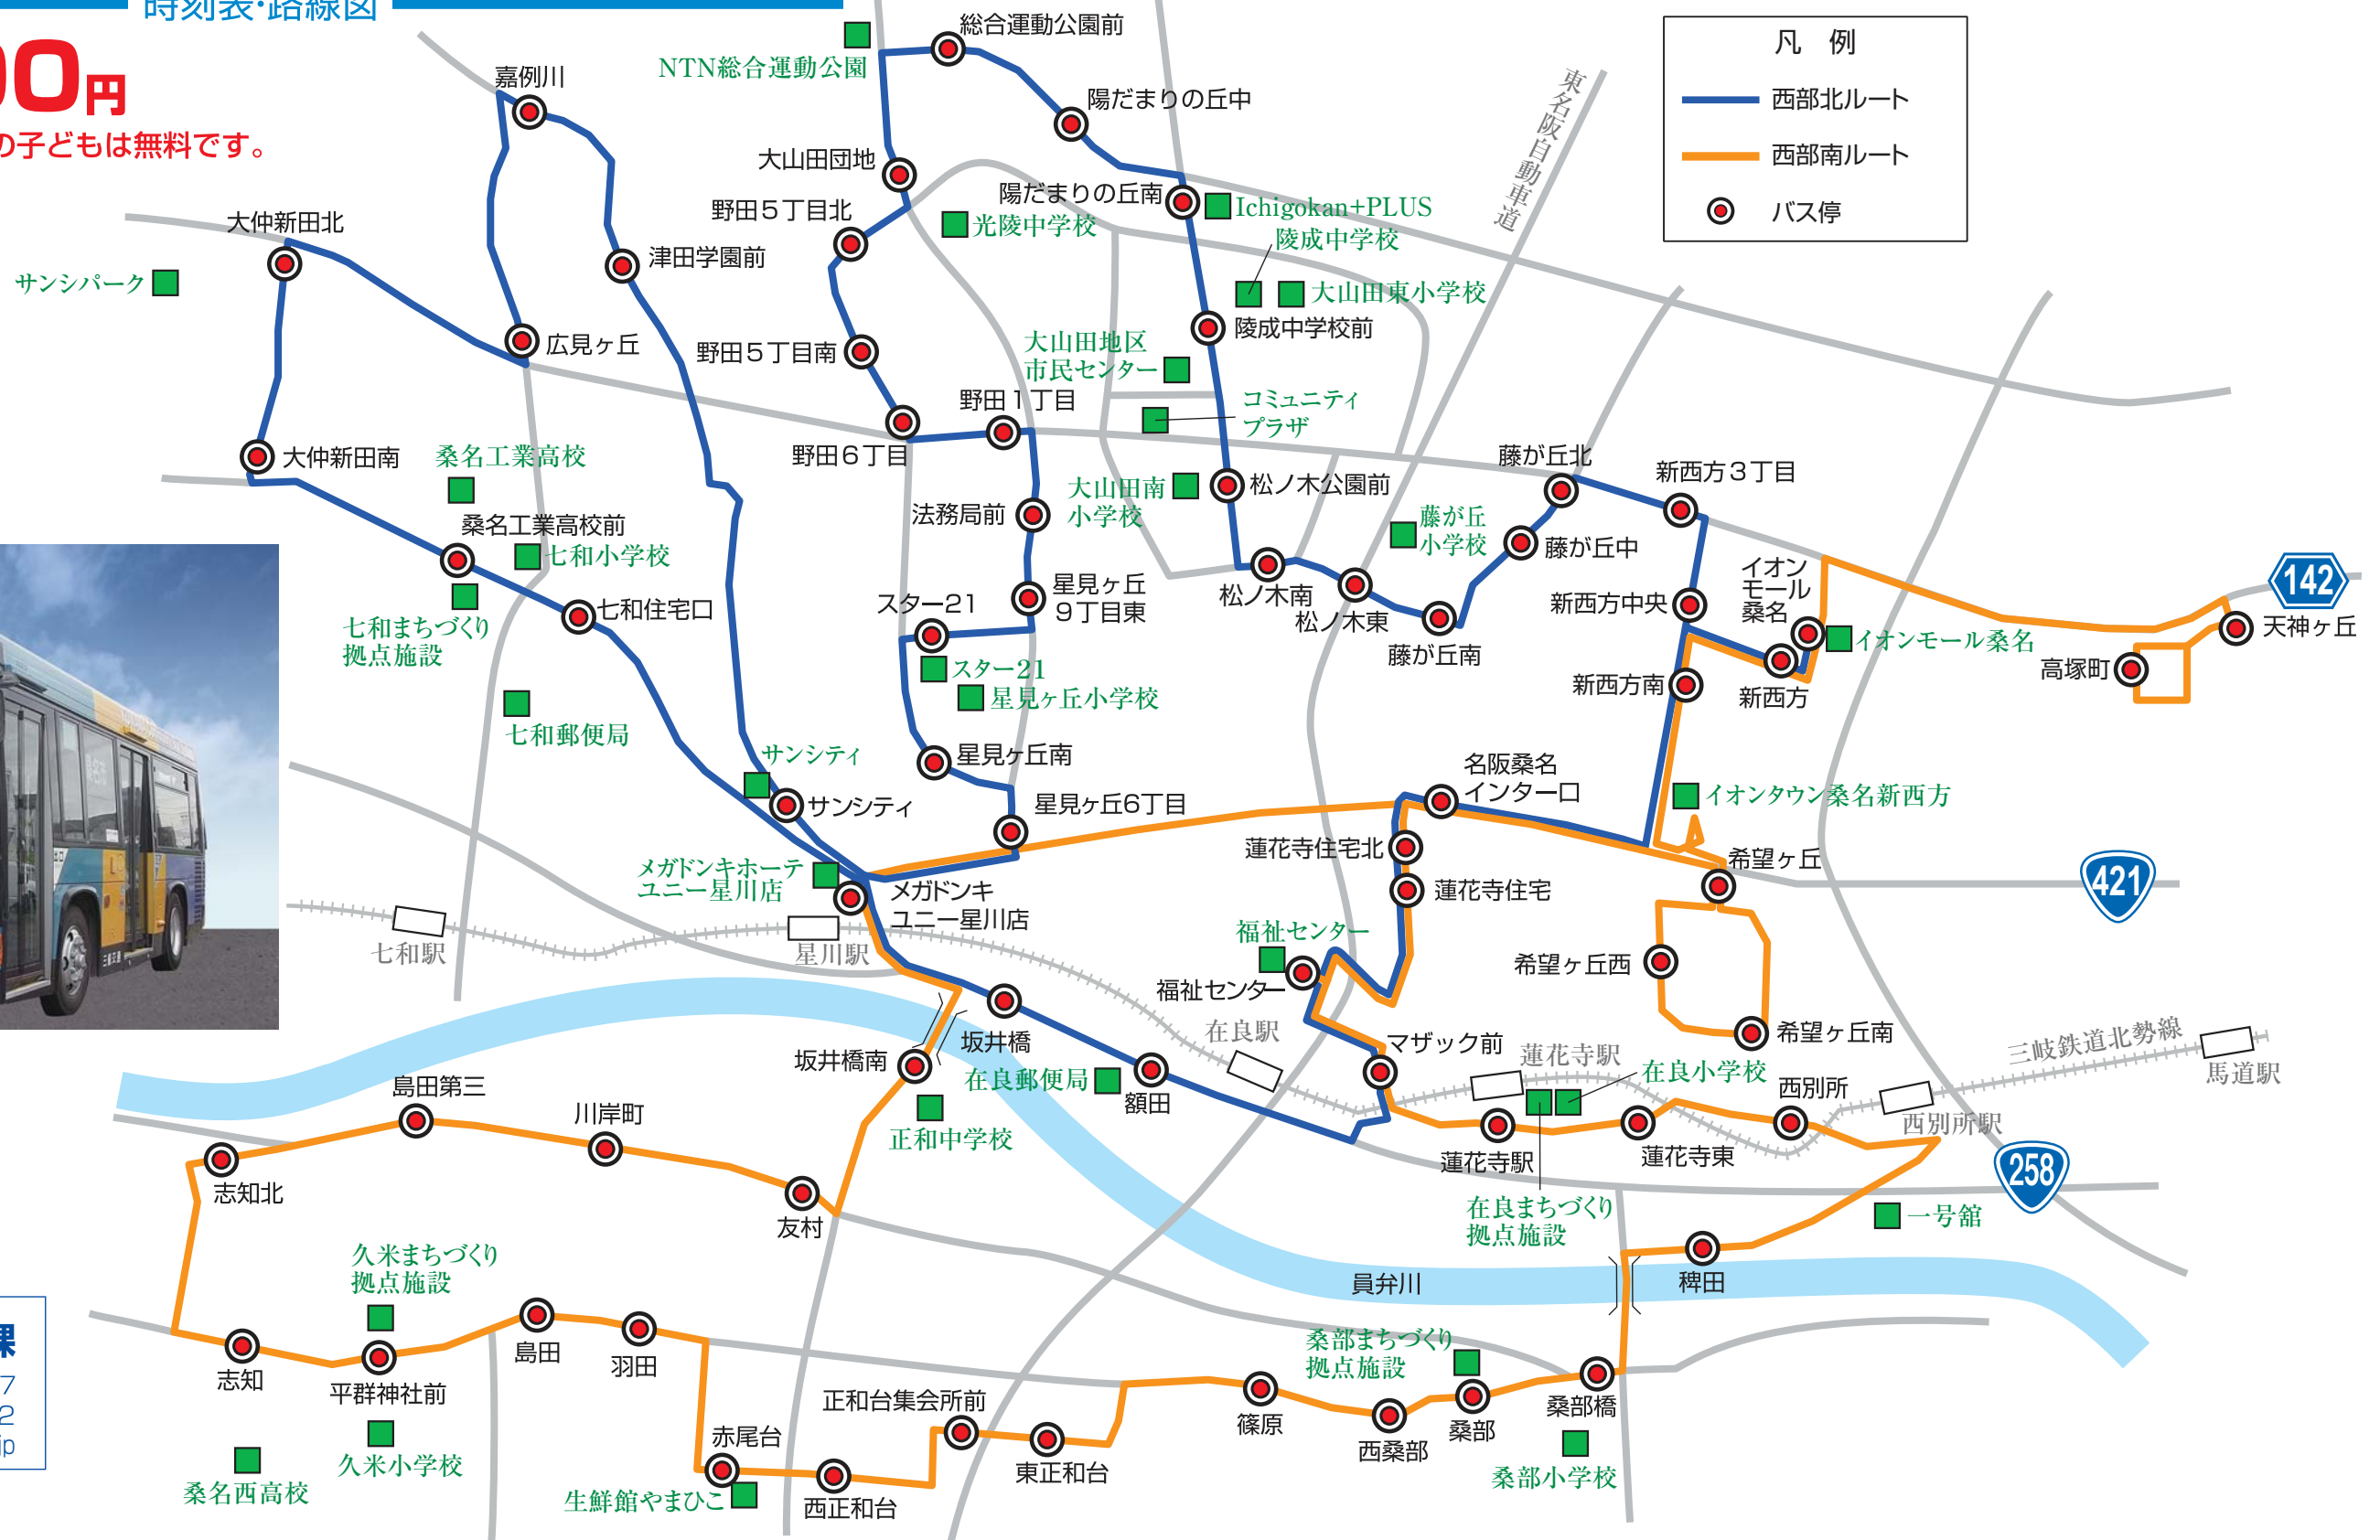 時刻表・路線図
00円
の子どもは無料です。
凡 例
西部北ルート
西部南ルート
バス停
総合運動公園前
NTN総合運動公園
嘉例川
陽だまりの丘中
東名阪自動車道
大山田団地
陽だまりの丘南
Ichigokan+PLUS
陵成中学校
野田5丁目北
光陵中学校
大仲新田北
津田学園前
サンシパーク
大山田東小学校
陵成中学校前
広見ヶ丘
野田5丁目南
大山田地区
市民センター
野田1丁目
コミュニティ
プラザ
野田6丁目
大仲新田南
桑名工業高校
藤が丘北
新西方3丁目
大山田南
小学校
松ノ木公園前
法務局前
藤が丘
小学校
藤が丘中
桑名工業高校前
七和小学校
イオン
モール
桑名
142
星見ヶ丘
9丁目東
スター21
松ノ木南
松ノ木東
新西方中央
七和住宅口
七和まちづくり
拠点施設
イオンモール桑名
天神ヶ丘
高塚町
藤が丘南
スター21
星見ヶ丘小学校
新西方南
新西方
七和郵便局
サンシティ
星見ヶ丘南
名阪桑名
インター口
サンシティ
星見ヶ丘6丁目
イオンタウン桑名新西方
蓮花寺住宅北
希望ヶ丘
メガドンキホーテ
ユニー星川店
メガドンキ
ユニー星川店
蓮花寺住宅
421
七和駅
星川駅
福祉センター
福祉センター
希望ヶ丘西
坂井橋
在良駅
マザック前
希望ヶ丘南
三岐鉄道北勢線
馬道駅
坂井橋南
在良郵便局
額田
蓮花寺駅
在良小学校
西別所
西別所駅
島田第三
川岸町
正和中学校
蓮花寺駅
蓮花寺東
258
志知北
友村
在良まちづくり
拠点施設
一号舘
久米まちづくり
拠点施設
員弁川
稗田
島田
羽田
志知
平群神社前
桑部まちづくり
拠点施設
正和台集会所前
篠原
西桑部
桑部
桑部橋
赤尾台
久米小学校
桑名西高校
生鮮館やまひこ
西正和台
東正和台
桑部小学校
課
7
2
jp